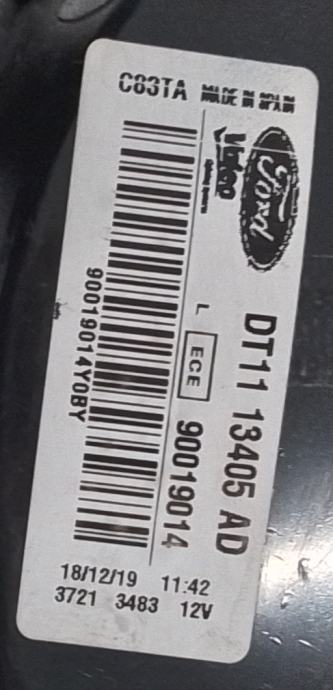 C83TA MADE IN SPAIN
Ford
Valeo
DT11 13405 AD
L ECE 90019014
90019014Y0BY
18/12/19 11:42
3721 3483 12V